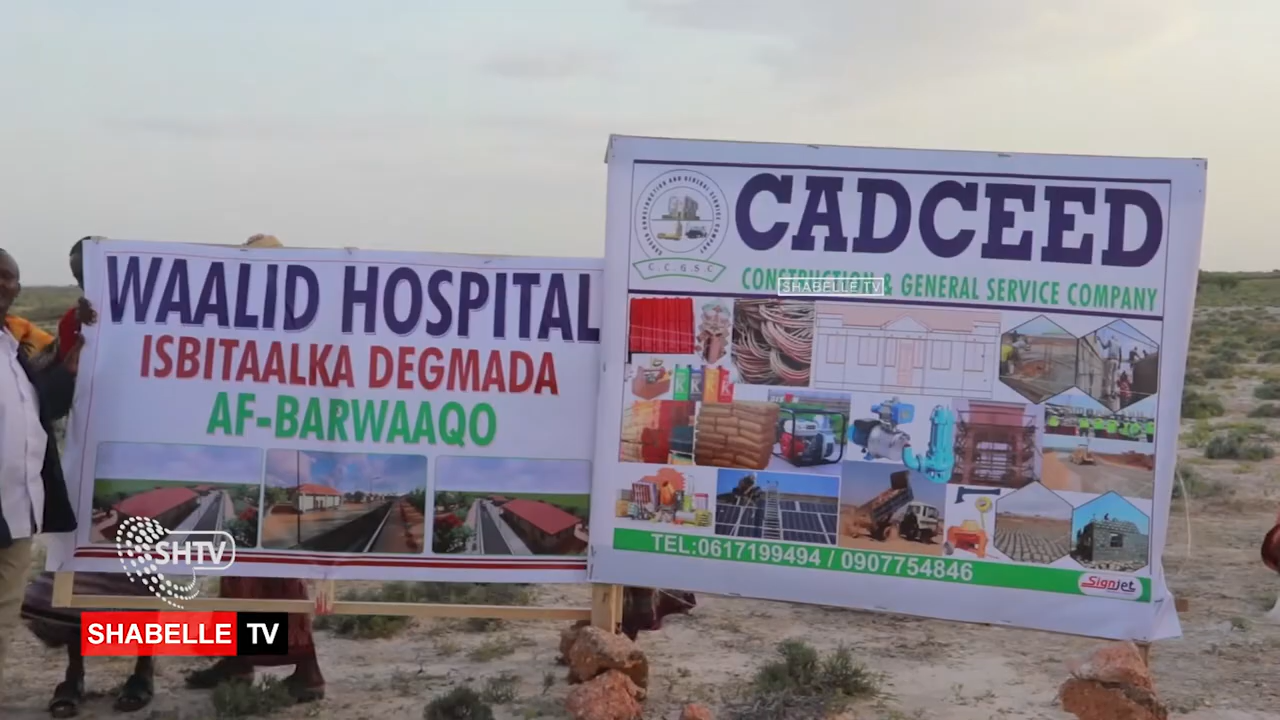 WAALID HOSPITAL
ISBITAALKA DEGMADA
AF-BARWAAQO
CADCEED
CONSTRUCTION & GENERAL SERVICE COMPANY
C.C.G.S.C
TEL:0617199494 / 0907754846
Signjet
SHABELLE TV
SHTV
SHABELLE TV